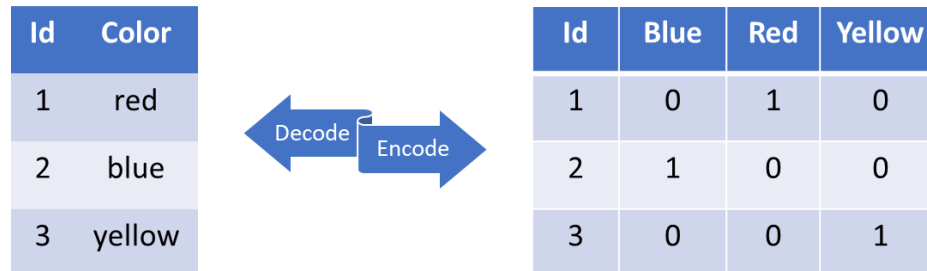 Id Color
1 red
2 blue
3 yellow
Decode
Encode
Id Blue Red Yellow
1 0 1 0
2 1 0 0
3 0 0 1